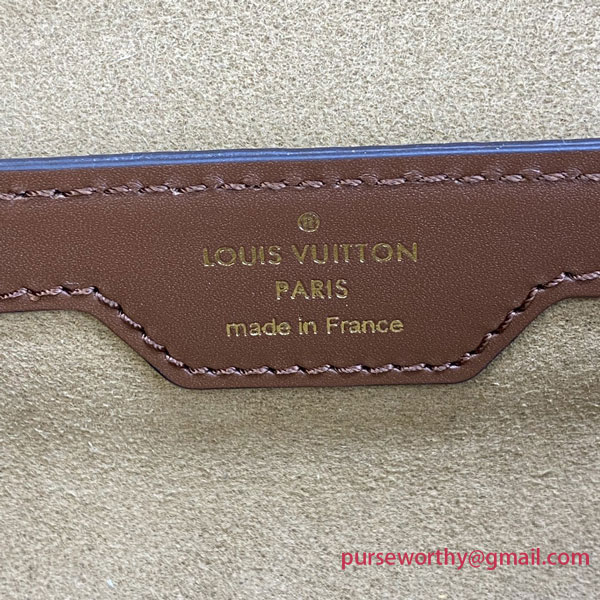 ®
LOUIS VUITTON
PARIS
made in France
purseworthy@gmail.com